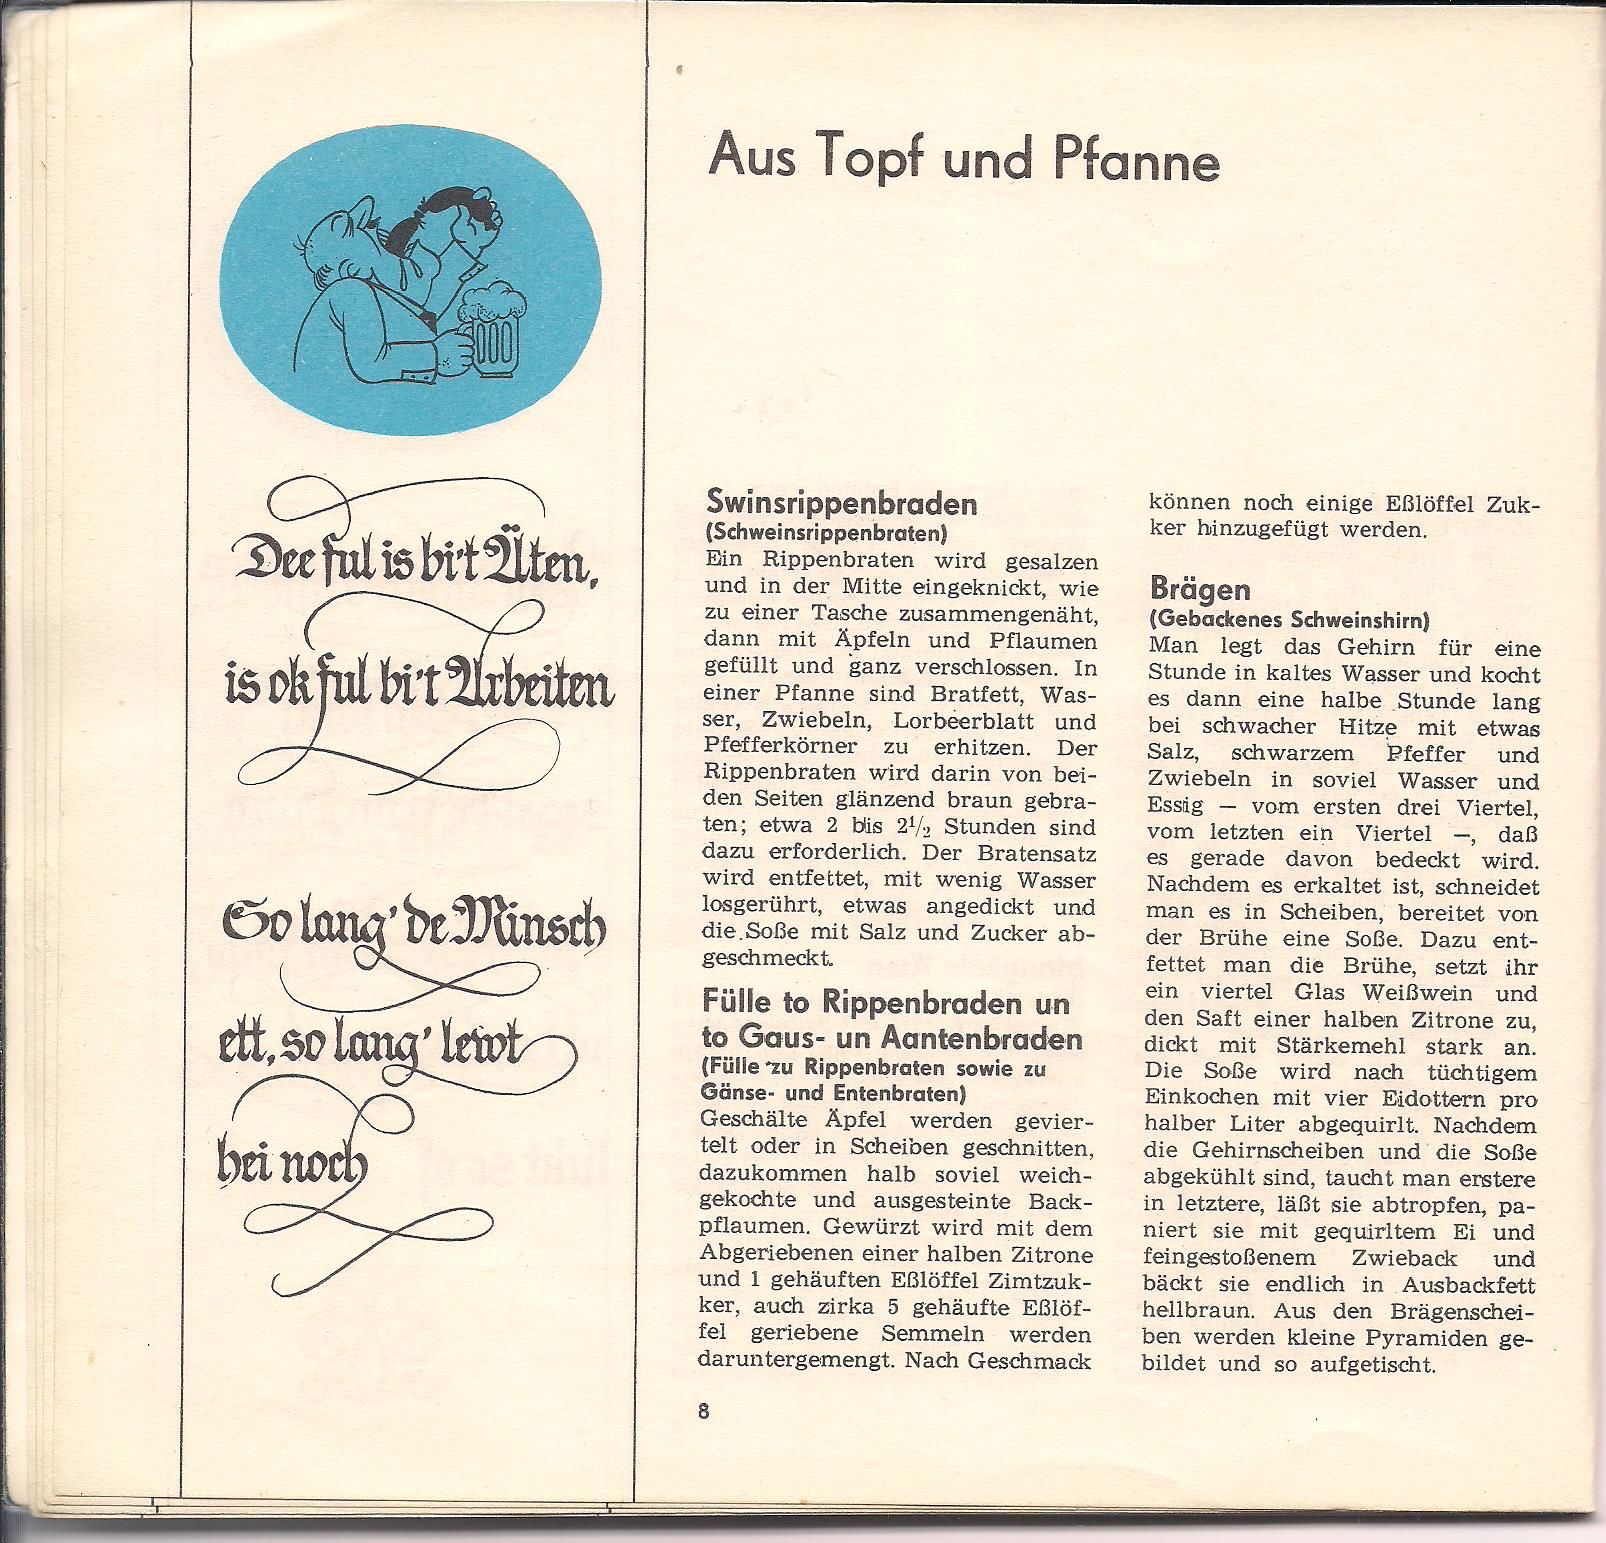 Dee ful is bi't Äten,
is ok ful bi't Arbeiten
So lang' de Minsch
ett, so lang' lewt
hei noch
Aus Topf und Pfanne
Swinsrippenbraden
(Schweinsrippenbraten)
Ein Rippenbraten wird gesalzen
und in der Mitte eingeknickt, wie
zu einer Tasche zusammengenäht,
dann mit Äpfeln und Pflaumen
gefüllt und ganz verschlossen. In
einer Pfanne sind Bratfett, Was-
ser, Zwiebeln, Lorbeerblatt und
Pfefferkörner zu erhitzen. Der
Rippenbraten wird darin von bei-
den Seiten glänzend braun gebra-
ten; etwa 2 bis 2½ Stunden sind
dazu erforderlich. Der Bratensatz
wird entfettet, mit wenig Wasser
losgerührt, etwas angedickt und
die Soße mit Salz und Zucker ab-
geschmeckt.
Fülle to Rippenbraden un
to Gaus- un Aantenbraden
(Fülle zu Rippenbraten sowie zu
Gänse- und Entenbraten)
Geschälte Äpfel werden gevier-
telt oder in Scheiben geschnitten,
dazukommen halb soviel weich-
gekochte und ausgesteinte Back-
pflaumen. Gewürzt wird mit dem
Abgeriebenen einer halben Zitrone
und 1 gehäuften Eßlöffel Zimtzuk-
ker, auch zirka 5 gehäufte Eßlöf-
fel geriebene Semmeln werden
daruntergemengt. Nach Geschmack
können noch einige Eßlöffel Zuk-
ker hinzugefügt werden.
Brägen
(Gebackenes Schweinshirn)
Man legt das Gehirn für eine
Stunde in kaltes Wasser und kocht
es dann eine halbe Stunde lang
bei schwacher Hitze mit etwas
Salz, schwarzem Pfeffer und
Zwiebeln in soviel Wasser und
Essig — vom ersten drei Viertel,
vom letzten ein Viertel —, daß
es gerade davon bedeckt wird.
Nachdem es erkaltet ist, schneidet
man es in Scheiben, bereitet von
der Brühe eine Soße. Dazu ent-
fettet man die Brühe, setzt ihr
ein viertel Glas Weißwein und
den Saft einer halben Zitrone zu,
dickt mit Stärkemehl stark an.
Die Soße wird nach tüchtigem
Einkochen mit vier Eidottern pro
halber Liter abgequirlt. Nachdem
die Gehirnscheiben und die Soße
abgekühlt sind, taucht man erstere
in letztere, läßt sie abtropfen, pa-
niert sie mit gequirltem Ei und
feingestoßenem Zwieback und
bäckt sie endlich in Ausbackfett
hellbraun. Aus den Brägenschei-
ben werden kleine Pyramiden ge-
bildet und so aufgetischt.
8